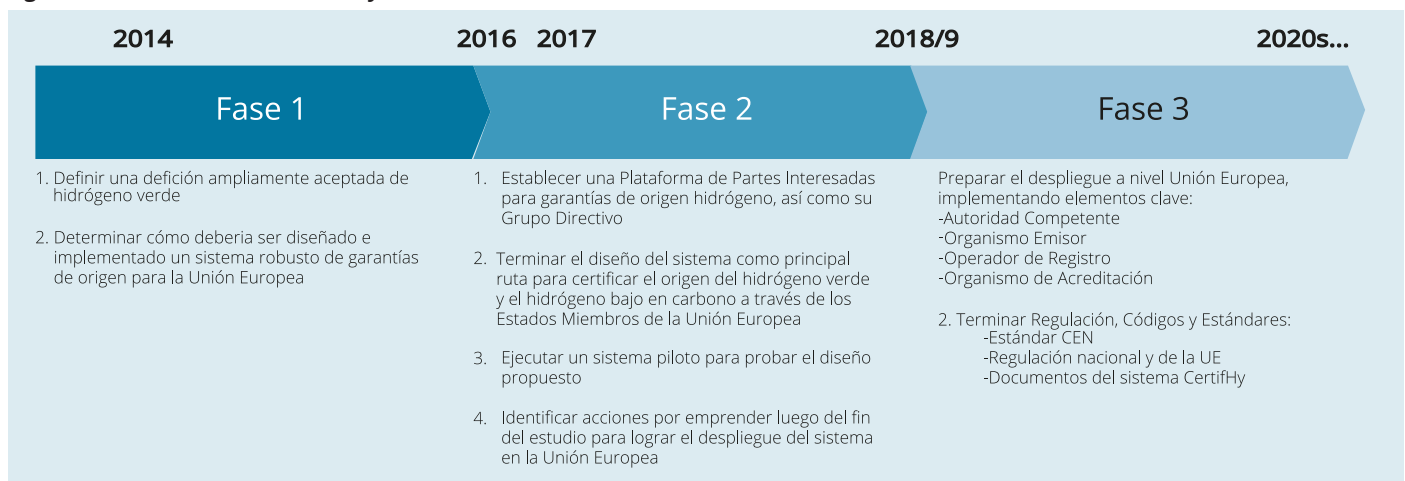 2014
2016
2017
2018/9
2020s...
Fase 1
Fase 2
Fase 3
1. Definir una defición ampliamente aceptada de
hidrógeno verde
2. Determinar cómo deberia ser diseñado e
implementado un sistema robusto de garantías
de origen para la Unión Europea
1. Establecer una Plataforma de Partes Interesadas
para garantías de origen hidrógeno, así como su
Grupo Directivo
2. Terminar el diseño del sistema como principal
ruta para certificar el origen del hidrógeno verde
y el hidrógeno bajo en carbono a través de los
Estados Miembros de la Unión Europea
3. Ejecutar un sistema piloto para probar el diseño
propuesto
4. Identificar acciones por emprender luego del fin
del estudio para lograr el despliegue del sistema
en la Unión Europea
Preparar el despliegue a nivel Unión Europea,
implementando elementos clave:
-Autoridad Competente
-Organismo Emisor
-Operador de Registro
-Organismo de Acreditación
2. Terminar Regulación, Códigos y Estándares:
-Estándar CEN
-Regulación nacional y de la UE
-Documentos del sistema CertifHy